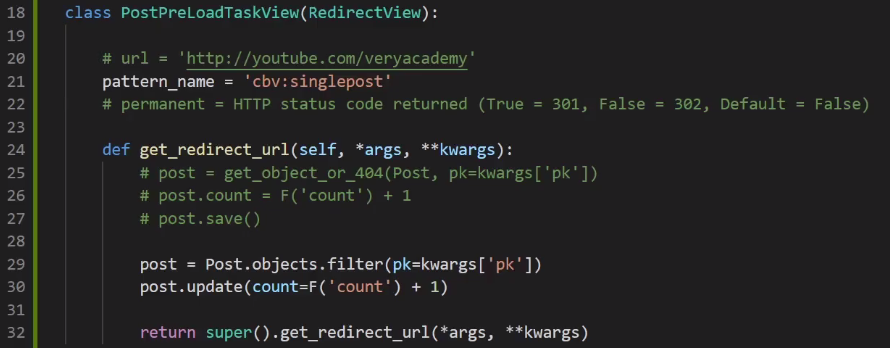 18 class PostPreLoadTaskView(RedirectView):
19
20     # url = 'http://youtube.com/veryacademy'
21     pattern_name = 'cbv:singlepost'
22     # permanent = HTTP status code returned (True = 301, False = 302, Default = False)
23
24     def get_redirect_url(self, *args, **kwargs):
25         # post = get_object_or_404(Post, pk=kwargs['pk'])
26         # post.count = F('count') + 1
27         # post.save()
28
29         post = Post.objects.filter(pk=kwargs['pk'])
30         post.update(count=F('count') + 1)
31
32         return super().get_redirect_url(*args, **kwargs)